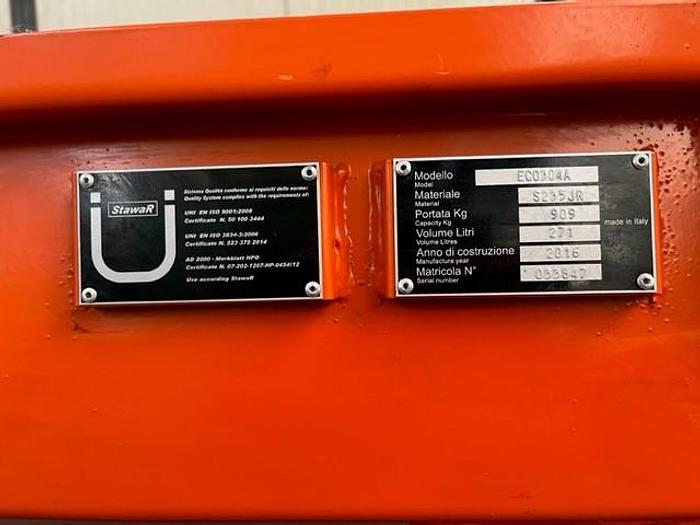 StawaR
Sistema Qualità conforme ai requisiti delle norme:
Quality System complies with the requirements of:
UNI EN ISO 9001:2008
Certificate N. 50 100 3444
UNI EN ISO 3834-3:2006
Certificate N. 523 375 2014
AD 2000 - Merkblatt HP0
Certificate N. 07-202-1207-HP-0454/12
Use according StawaR
Modello ECO304A
Model
Materiale S235JR
Material
Portata Kg 909
Capacity Kg
made in Italy
Volume Litri 271
Volume Litres
Anno di costruzione 2016
Manufacture year
Matricola N° 033847
Serial number